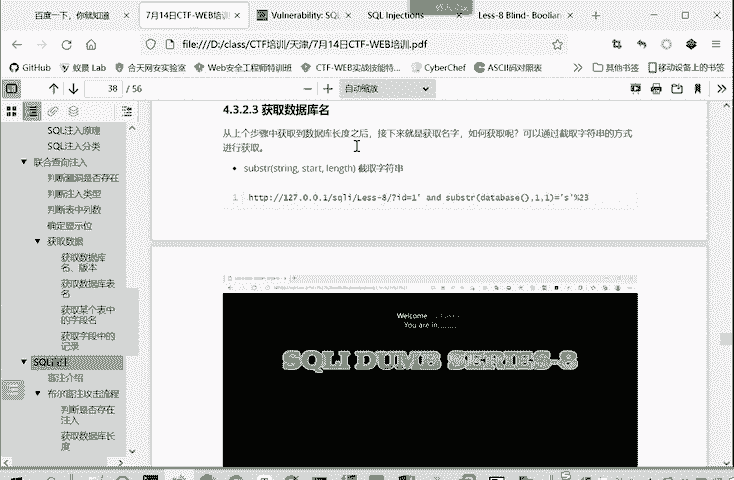 百度一下，你就知道
7月14日CTF-WEB培训.pdf
Vulnerability: SQL
SQL Injections
Less-8 Blind- Boolian
file:///D:/class/CTF培训/天津/7月14日CTF-WEB培训.pdf
GitHub
蚁景 Lab
合天网安实验室
Web安全工程师特训班
CTF-WEB实战技能特...
CyberChef
ASCII码对照表
其他书签
移动设备上的书签
38 / 56
自动缩放
SQL注入原理
SQL注入分类
联合查询注入
判断漏洞是否存在
判断注入类型
判断表中列数
确定显示位
获取数据
获取数据库名、版本
获取数据库表名
获取某个表中的字段名
获取字段中的记录
SQL盲注
盲注介绍
布尔盲注攻击流程
判断是否存在注入
获取数据库长度
4.3.2.3 获取数据库名
从上个步骤中获取到数据库长度之后，接下来就是获取名字，如何获取呢？可以通过截取字符串的方式
进行获取。
substr(string, start, length) 截取字符串
1 http://127.0.0.1/sqli/Less-8/?id=1' and substr(database(),1,1)='s'%23
Welcome
You are in........
SQLI DUMB SERIES-8